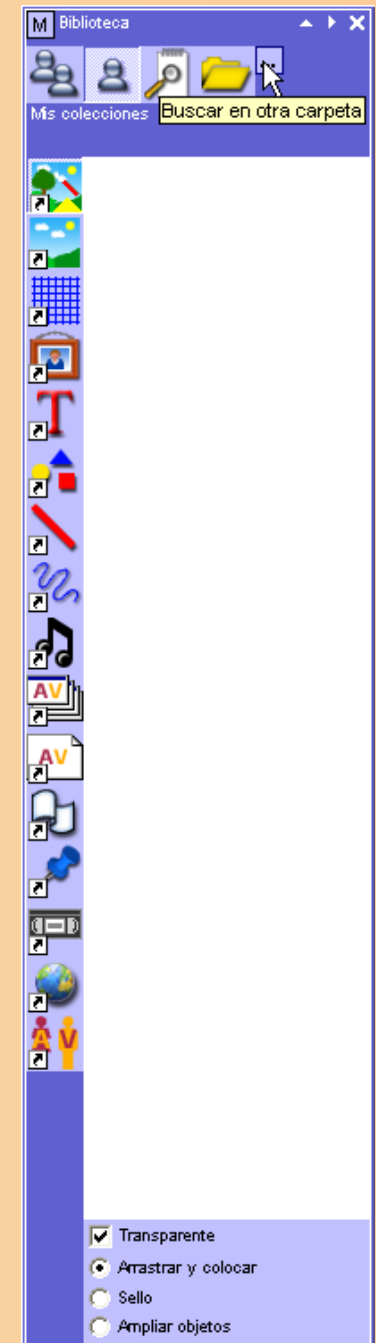 M Biblioteca
...
Mis colecciones
Buscar en otra carpeta
T
AV
AV
A V
Transparente
Arrastrar y colocar
Sello
Ampliar objetos